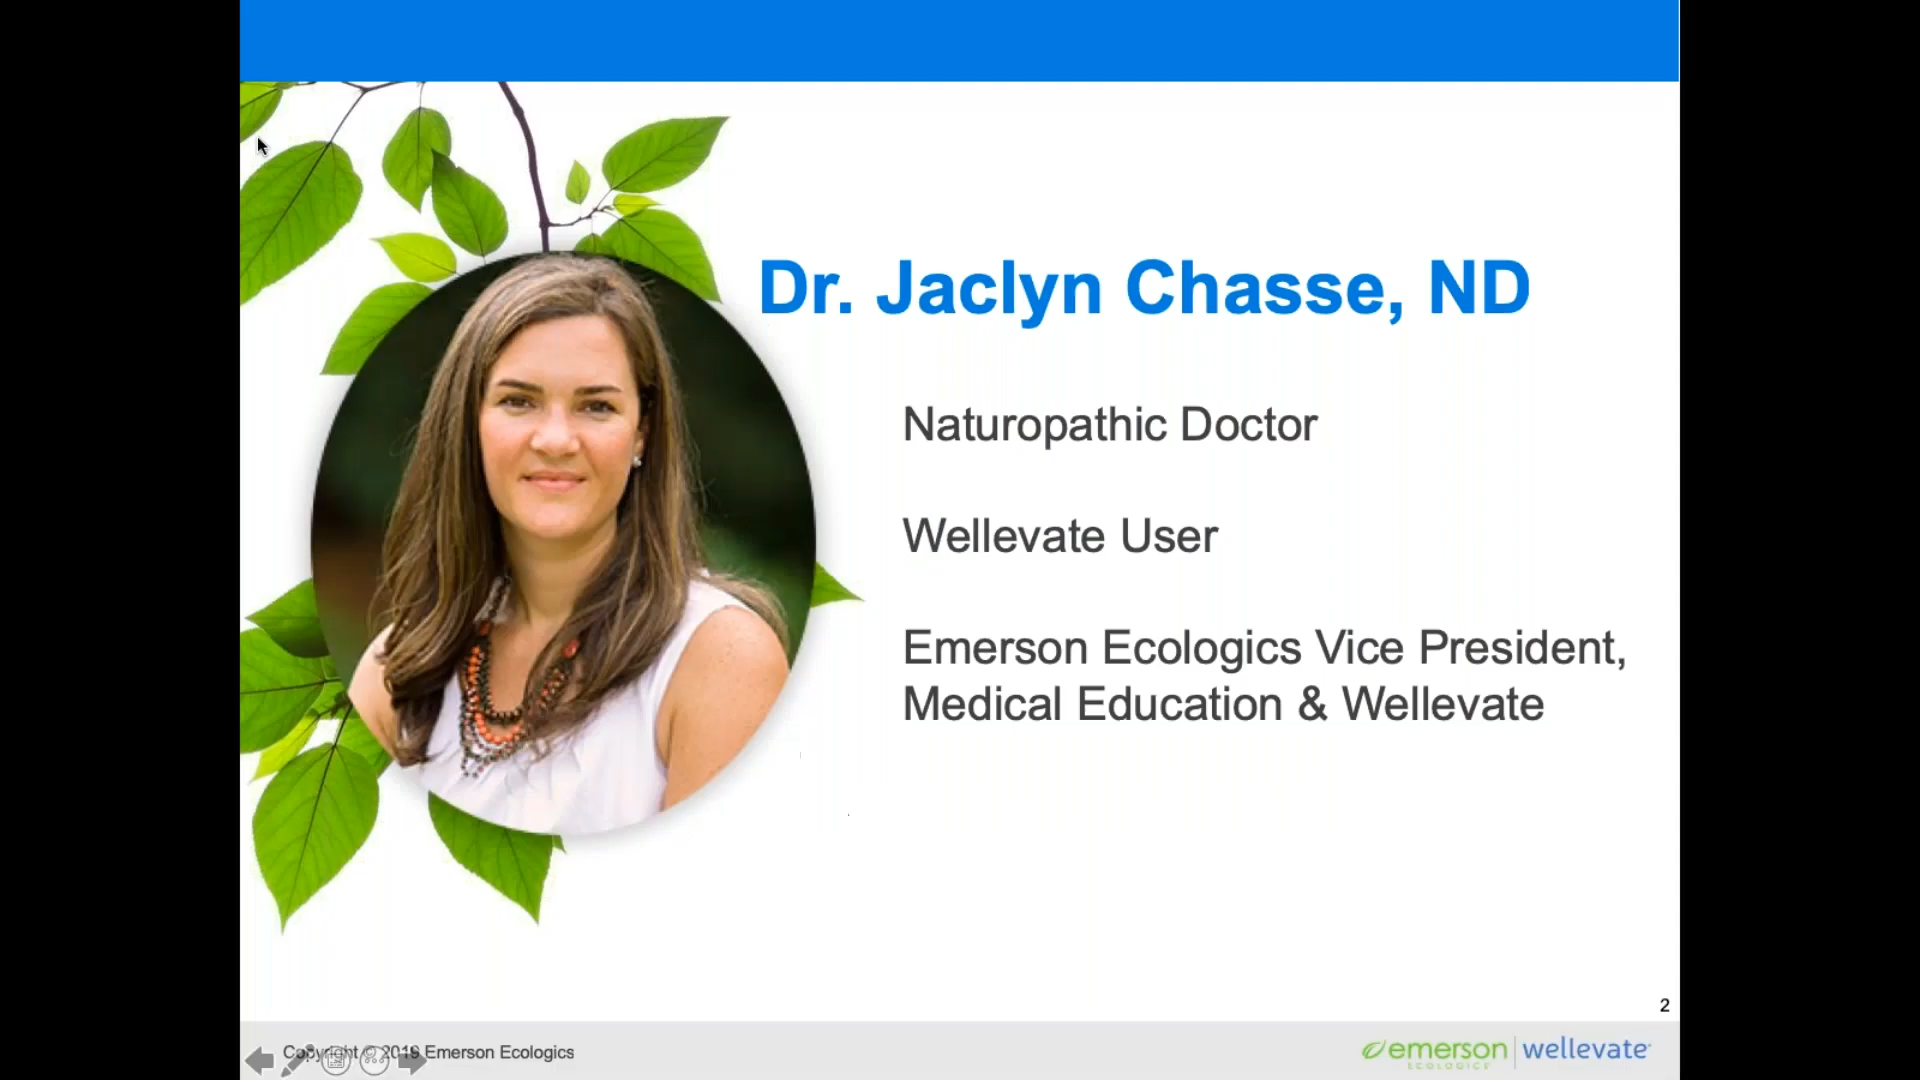 Dr. Jaclyn Chasse, ND
Naturopathic Doctor
Wellevate User
Emerson Ecologics Vice President,
Medical Education & Wellevate
2
Copyright © 2019 Emerson Ecologics
emerson
ECOLOGICS
wellevate